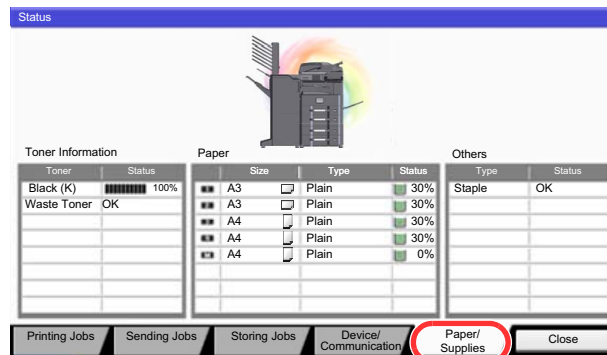 Status
Toner Information
Toner Status
Black (K) 100%
Waste Toner OK
Paper
Size Type Status
A3 Plain 30%
A3 Plain 30%
A4 Plain 30%
A4 Plain 30%
A4 Plain 0%
Others
Type Status
Staple OK
Printing Jobs
Sending Jobs
Storing Jobs
Device/
Communication
Paper/
Supplies
Close